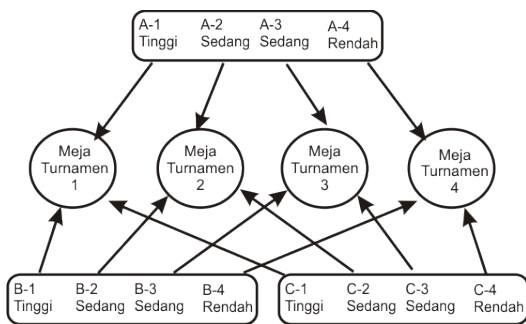 A-1 A-2 A-3 A-4
Tinggi Sedang Sedang Rendah
Meja Turnamen 1
Meja Turnamen 2
Meja Turnamen 3
Meja Turnamen 4
B-1 B-2 B-3 B-4
Tinggi Sedang Sedang Rendah
C-1 C-2 C-3 C-4
Tinggi Sedang Sedang Rendah